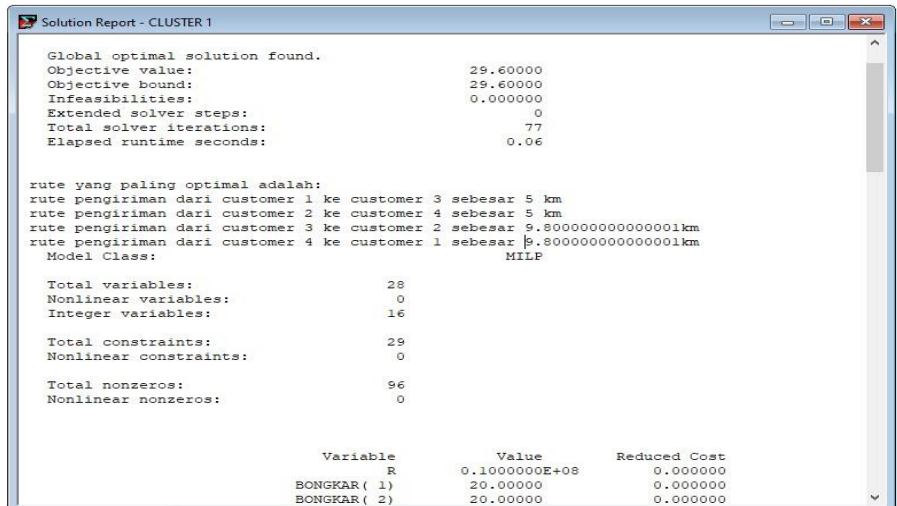 Solution Report - CLUSTER 1
Global optimal solution found.
Objective value: 29.60000
Objective bound: 29.60000
Infeasibilities: 0.000000
Extended solver steps: 0
Total solver iterations: 77
Elapsed runtime seconds: 0.06
rute yang paling optimal adalah:
rute pengiriman dari customer 1 ke customer 3 sebesar 5 km
rute pengiriman dari customer 2 ke customer 4 sebesar 5 km
rute pengiriman dari customer 3 ke customer 2 sebesar 9.800000000000001km
rute pengiriman dari customer 4 ke customer 1 sebesar 9.800000000000001km
Model Class: MILP
Total variables: 28
Nonlinear variables: 0
Integer variables: 16
Total constraints: 29
Nonlinear constraints: 0
Total nonzeros: 96
Nonlinear nonzeros: 0
Variable Value Reduced Cost
R 0.1000000E+08 0.000000
BONGKAR( 1) 20.00000 0.000000
BONGKAR( 2) 20.00000 0.000000